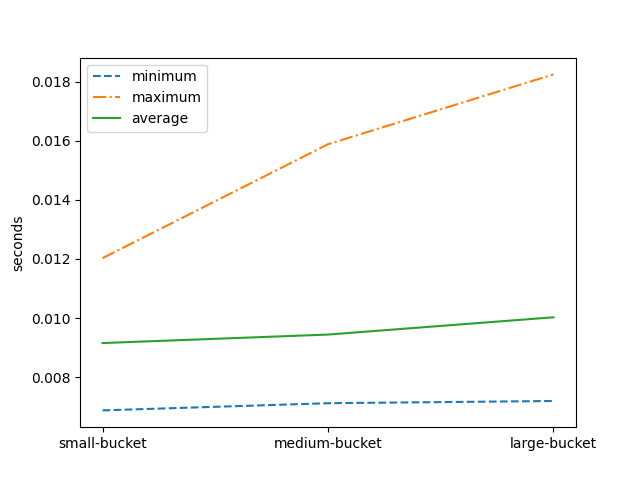 minimum
maximum
average
0.018
0.016
0.014
0.012
0.010
0.008
seconds
small-bucket
medium-bucket
large-bucket